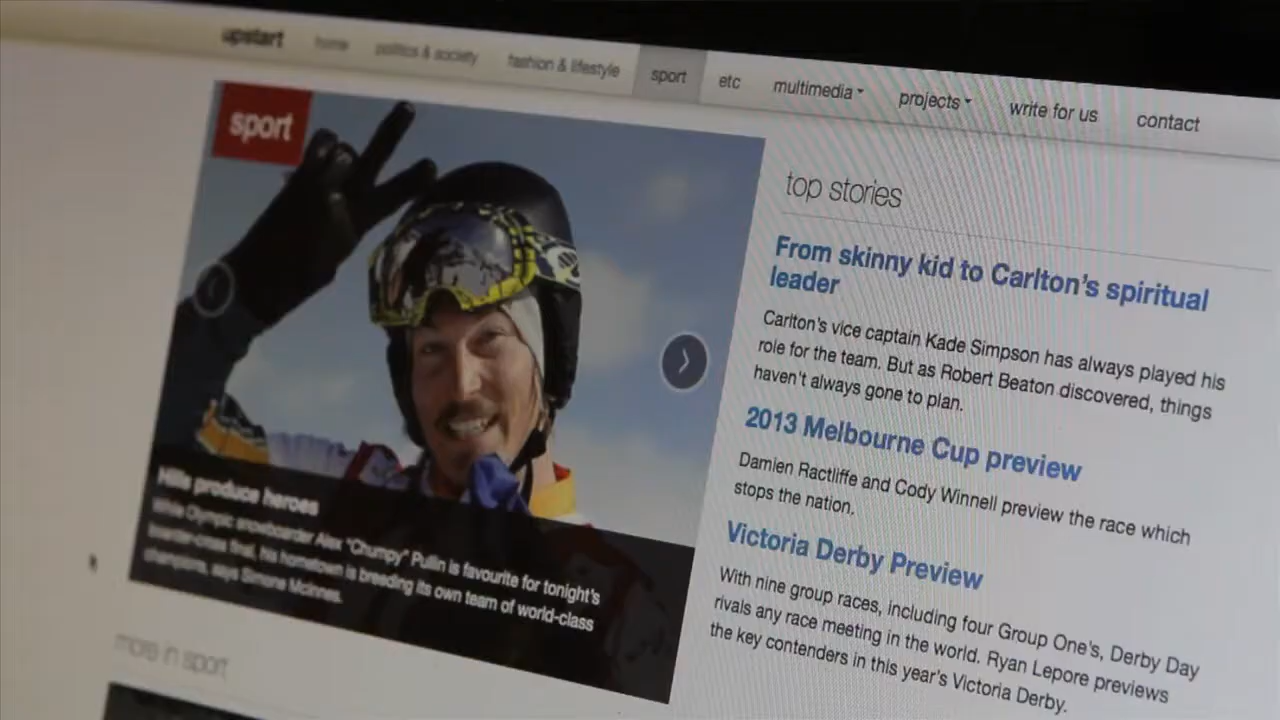 upstart home politics & society fashion & lifestyle sport etc multimedia projects write for us contact
sport
Hills produce heroes
While Olympic snowboarder Alex "Chumpy" Pullin is favourite for tonight's
boarder-cross final, his hometown is breeding its own team of world-class
champions, says Simone McInnes.
more in sport
top stories
From skinny kid to Carlton's spiritual
leader
Carlton's vice captain Kade Simpson has always played his
role for the team. But as Robert Beaton discovered, things
haven't always gone to plan.
2013 Melbourne Cup preview
Damien Ractliffe and Cody Winnell preview the race which
stops the nation.
Victoria Derby Preview
With nine group races, including four Group One's, Derby Day
rivals any race meeting in the world. Ryan Lepore previews
the key contenders in this year's Victoria Derby.